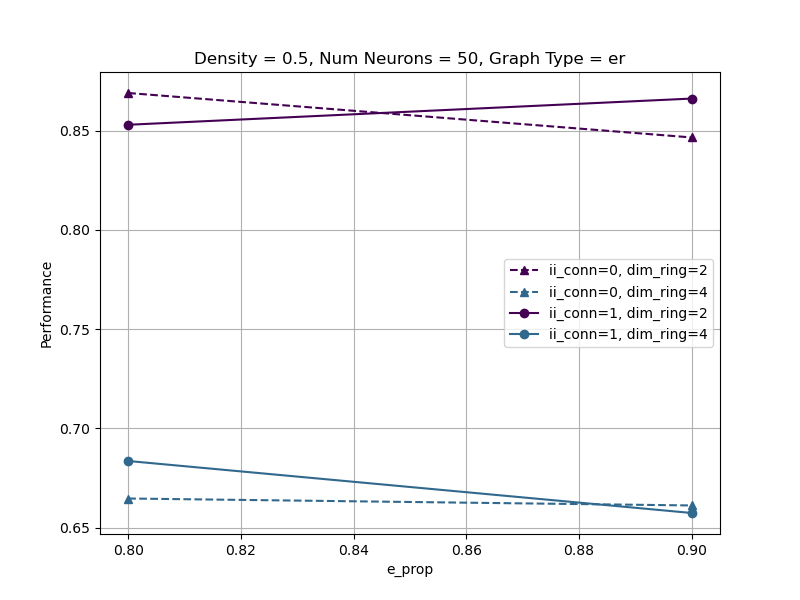 Density = 0.5, Num Neurons = 50, Graph Type = er
Performance
0.85
0.80
0.75
0.70
0.65
ii_conn=0, dim_ring=2
ii_conn=0, dim_ring=4
ii_conn=1, dim_ring=2
ii_conn=1, dim_ring=4
0.80 0.82 0.84 0.86 0.88 0.90
e_prop